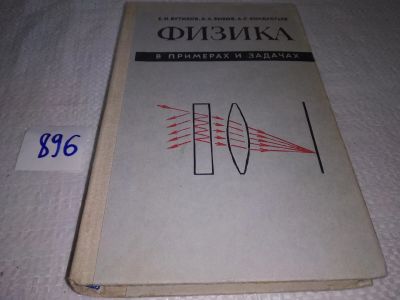 Е. И. БУТИКОВ, А. А. БЫКОВ, А. С. КОНДРАТЬЕВ
ФИЗИКА
В ПРИМЕРАХ И ЗАДАЧАХ
896